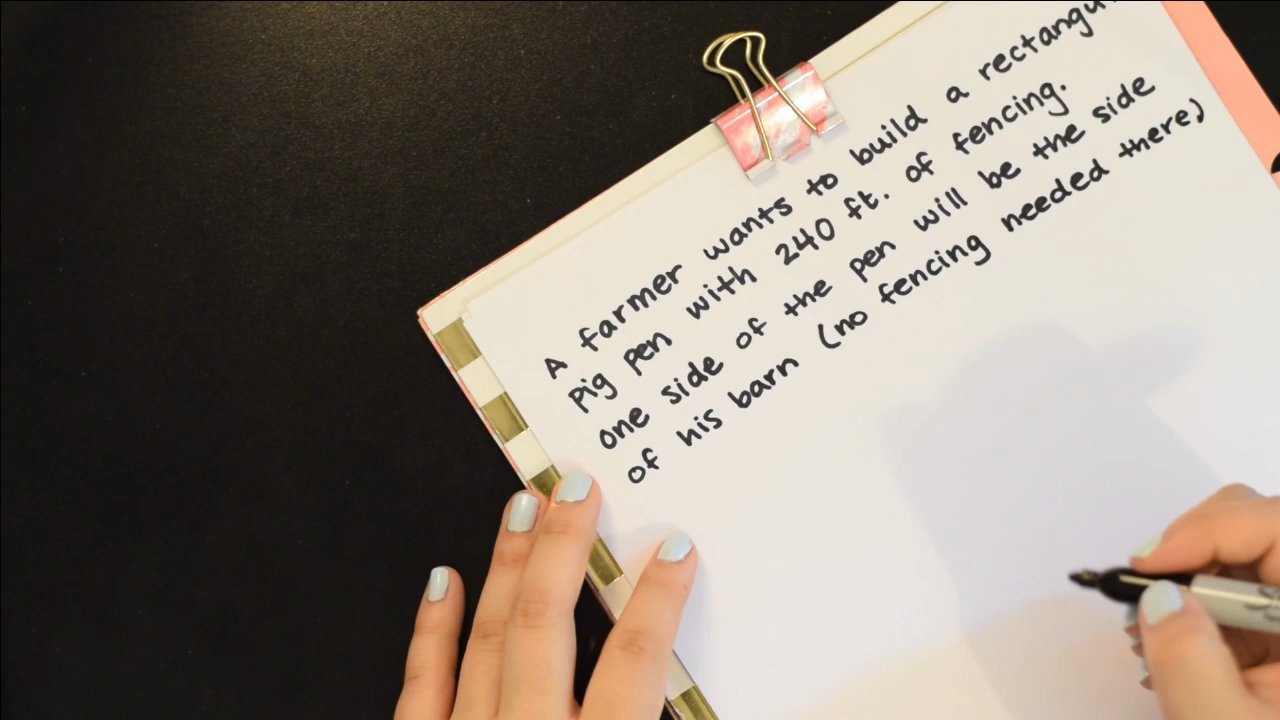 A farmer wants to build a
pig pen with 240 ft. of fencing.
one side of the pen will be the side
of his barn (no fencing needed there)